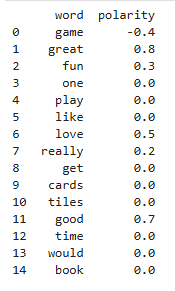 word polarity
0 game -0.4
1 great 0.8
2 fun 0.3
3 one 0.0
4 play 0.0
5 like 0.0
6 love 0.5
7 really 0.2
8 get 0.0
9 cards 0.0
10 tiles 0.0
11 good 0.7
12 time 0.0
13 would 0.0
14 book 0.0